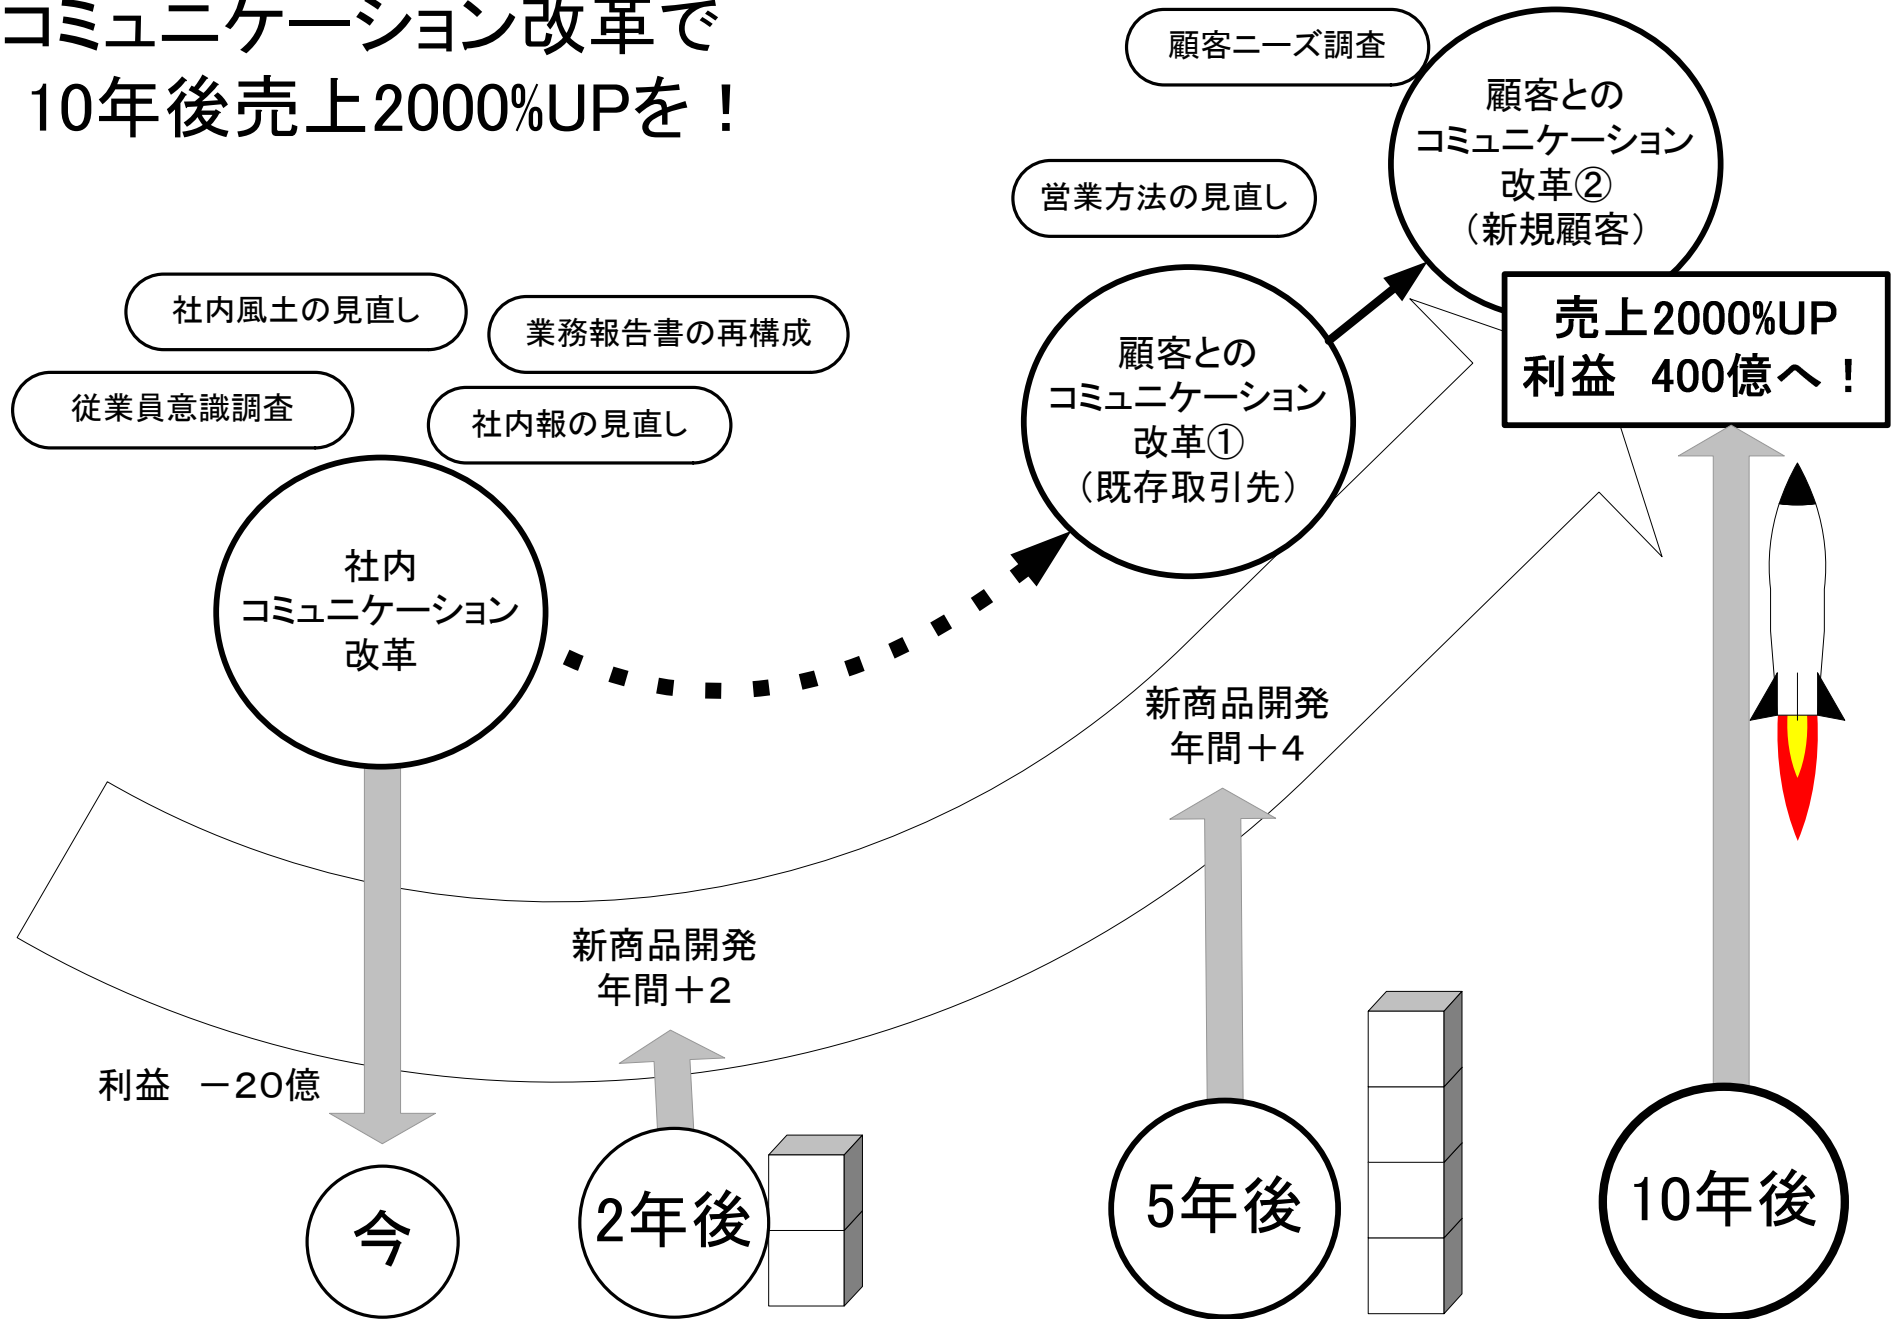 コミュニケーション改革で
10年後売上2000%UPを！
顧客ニーズ調査
顧客との
コミュニケーション
改革②
（新規顧客）
営業方法の見直し
売上2000%UP
利益　400億へ！
社内風土の見直し
業務報告書の再構成
従業員意識調査
社内報の見直し
顧客との
コミュニケーション
改革①
（既存取引先）
社内
コミュニケーション
改革
新商品開発
年間＋4
新商品開発
年間＋2
利益　－20億
今
2年後
5年後
10年後